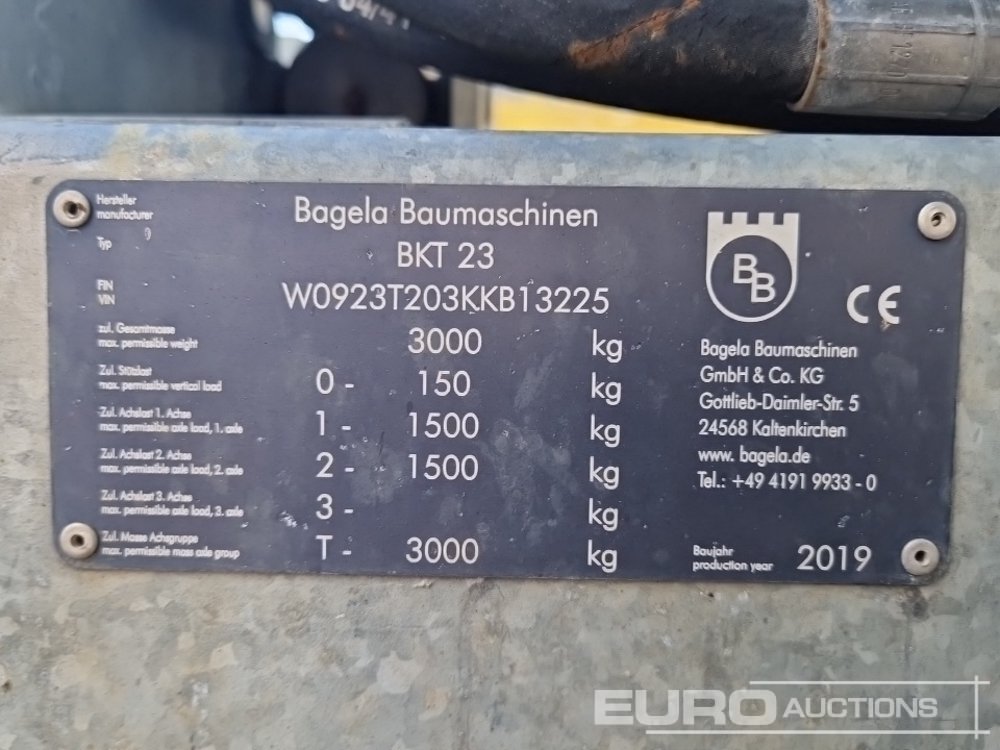 Hersteller
manufacturer
Bagela Baumaschinen
Typ
BKT 23
FIN
VIN
W0923T203KKB13225
zul. Gesamtmasse
max. permissible weight
3000 kg
Zul. Stützlast
max. permissible vertical load
0- 150 kg
Zul. Achslast 1. Achse
max. permissible axle load, 1. axle
1- 1500 kg
Zul. Achslast 2. Achse
max. permissible axle load, 2. axle
2- 1500 kg
Zul. Achslast 3. Achse
max. permissible axle load, 3. axle
3- kg
Zul. Masse Achsgruppe
max. permissible mass axle group
T- 3000 kg
BB
CE
Bagela Baumaschinen
GmbH & Co. KG
Gottlieb-Daimler-Str. 5
24568 Kaltenkirchen
www. bagela.de
Tel.: +49 4191 9933 - 0
Baujahr
production year
2019
EURO AUCTIONS